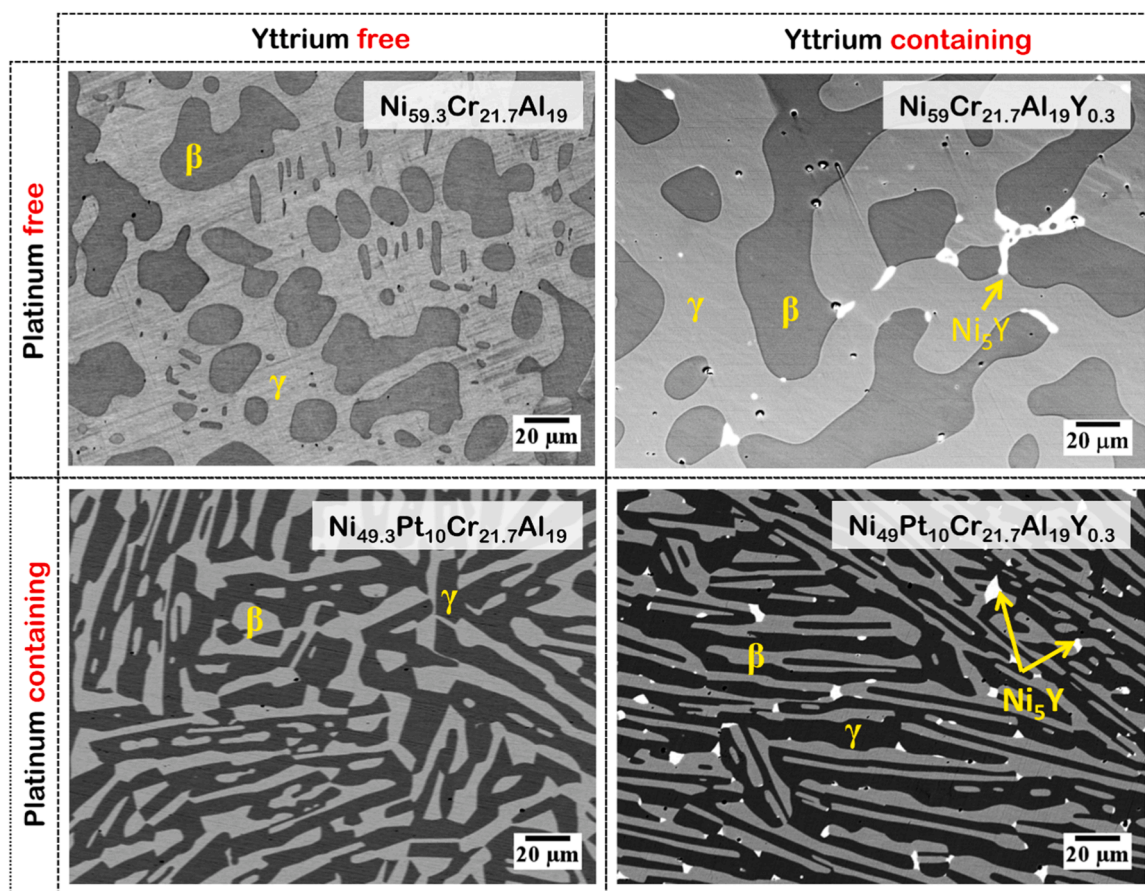 Yttrium free
Yttrium containing
Platinum free
Ni59.3Cr21.7Al19
β
γ
20 μm
Ni59Cr21.7Al19Y0.3
γ
β
Ni5Y
20 μm
Platinum containing
Ni49.3Pt10Cr21.7Al19
β
γ
20 μm
Ni49Pt10Cr21.7Al19Y0.3
β
Ni5Y
γ
20 μm